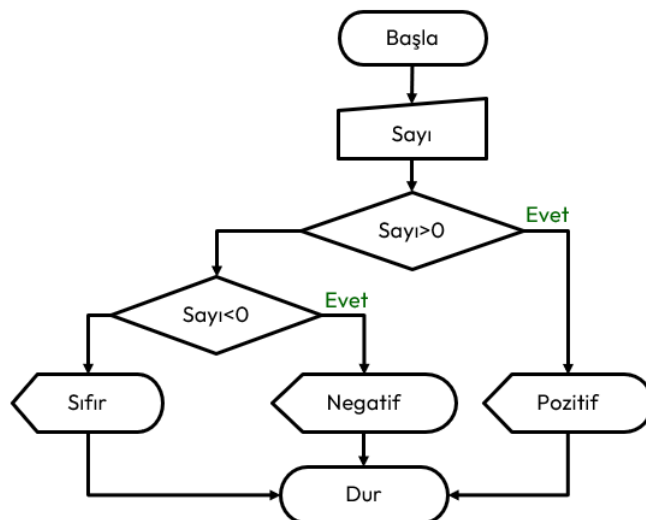 Başla
Sayı
Sayı>0
Evet
Sayı<0
Evet
Sıfır
Negatif
Pozitif
Dur